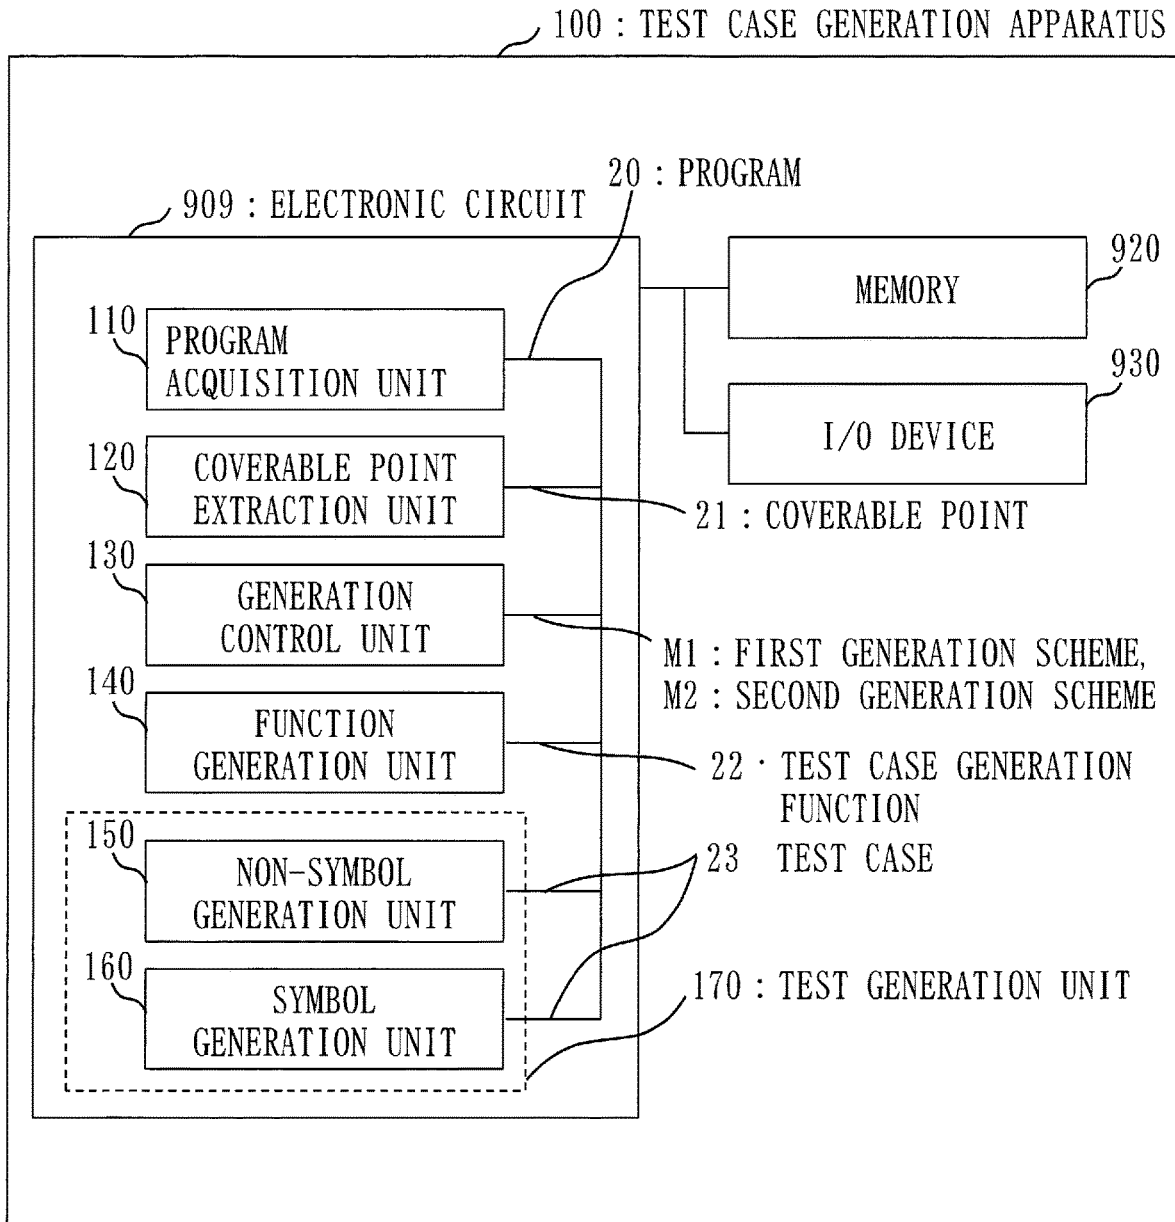 100 : TEST CASE GENERATION APPARATUS
20 : PROGRAM
909 : ELECTRONIC CIRCUIT
920
MEMORY
110
PROGRAM
ACQUISITION UNIT
930
I/O DEVICE
120
COVERABLE POINT
EXTRACTION UNIT
21 : COVERABLE POINT
130
GENERATION
CONTROL UNIT
M1 : FIRST GENERATION SCHEME,
M2 : SECOND GENERATION SCHEME
140
FUNCTION
GENERATION UNIT
22 · TEST CASE GENERATION
FUNCTION
150
NON-SYMBOL
GENERATION UNIT
23 TEST CASE
160
SYMBOL
GENERATION UNIT
170 : TEST GENERATION UNIT